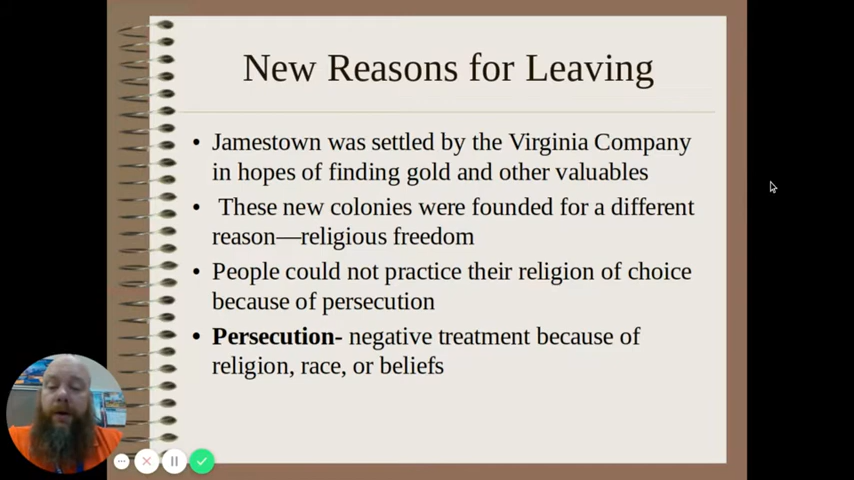 New Reasons for Leaving
• Jamestown was settled by the Virginia Company
in hopes of finding gold and other valuables
• These new colonies were founded for a different
reason—religious freedom
• People could not practice their religion of choice
because of persecution
• Persecution- negative treatment because of
religion, race, or beliefs